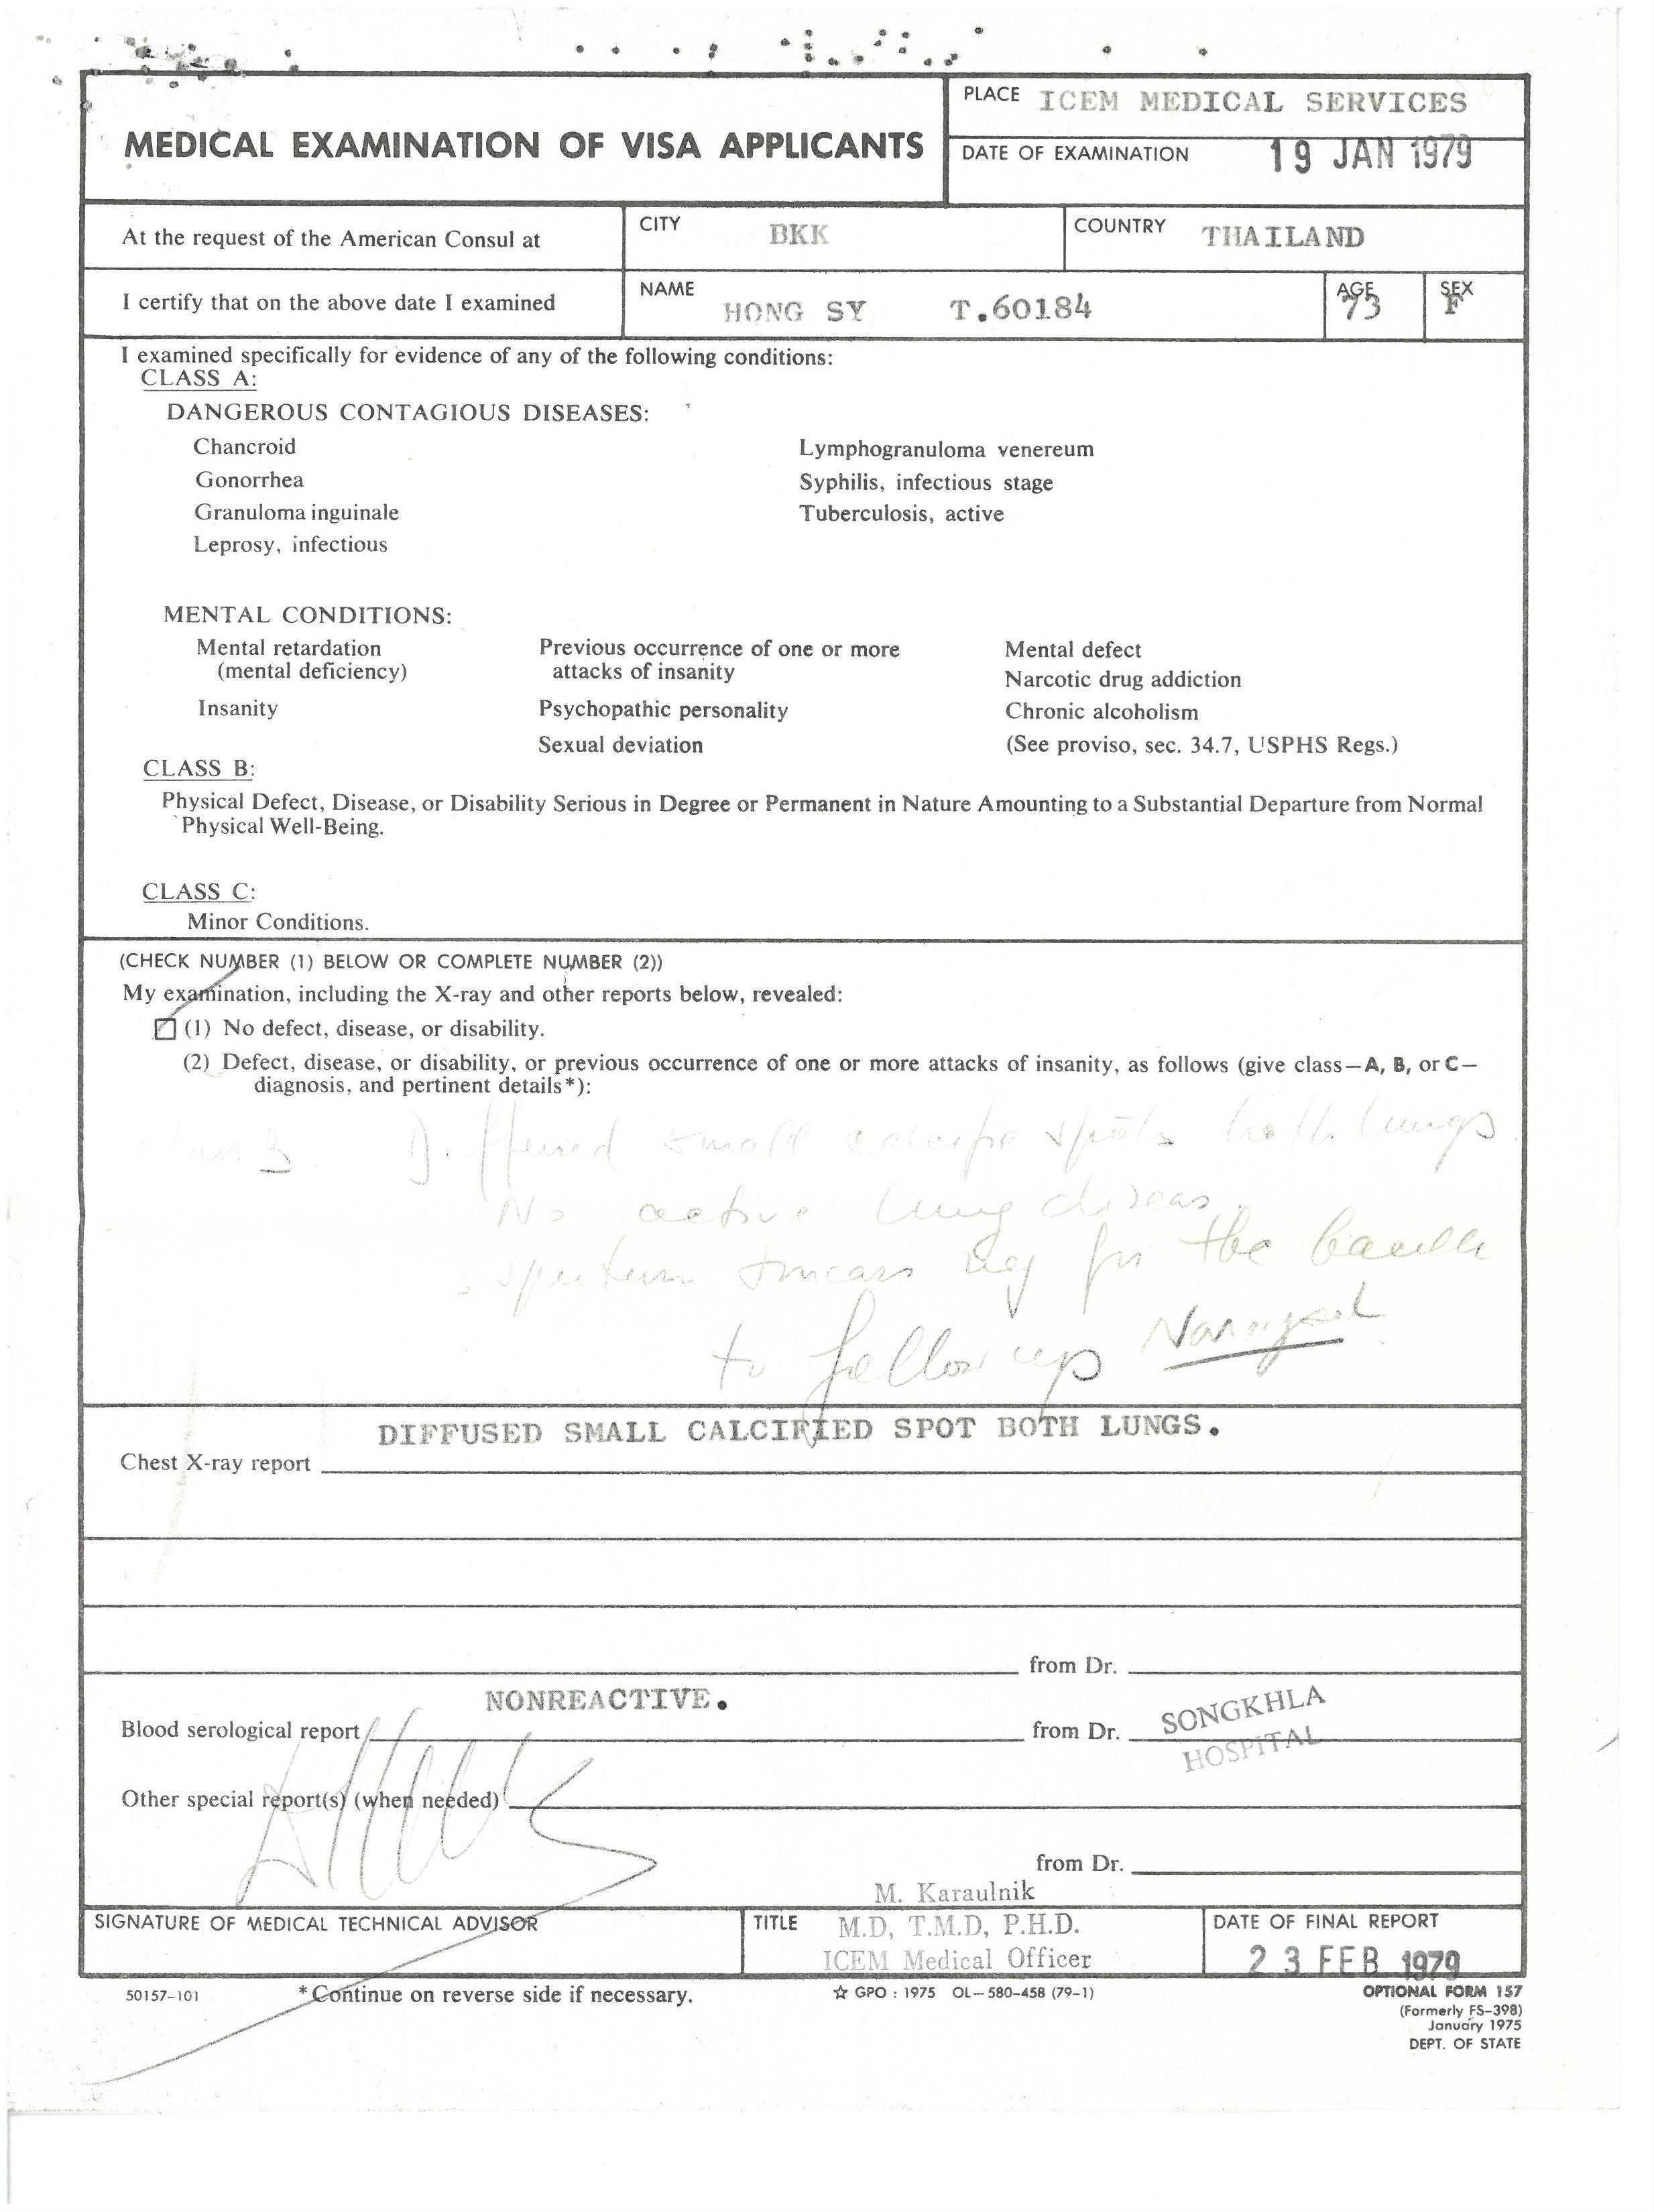 MEDICAL EXAMINATION OF VISA APPLICANTS
PLACE ICEM MEDICAL SERVICES
DATE OF EXAMINATION 19 JAN 1979
At the request of the American Consul at
CITY BKK
COUNTRY THAILAND
I certify that on the above date I examined
NAME HONG SY T.60184
AGE 73
SEX F
I examined specifically for evidence of any of the following conditions:
CLASS A:
DANGEROUS CONTAGIOUS DISEASES:
Chancroid Lymphogranuloma venereum
Gonorrhea Syphilis, infectious stage
Granuloma inguinale Tuberculosis, active
Leprosy, infectious
MENTAL CONDITIONS:
Mental retardation Previous occurrence of one or more Mental defect
(mental deficiency) attacks of insanity Narcotic drug addiction
Insanity Psychopathic personality Chronic alcoholism
Sexual deviation (See proviso, sec. 34.7, USPHS Regs.)
CLASS B:
Physical Defect, Disease, or Disability Serious in Degree or Permanent in Nature Amounting to a Substantial Departure from Normal
Physical Well-Being.
CLASS C:
Minor Conditions.
(CHECK NUMBER (1) BELOW OR COMPLETE NUMBER (2))
My examination, including the X-ray and other reports below, revealed:
(1) No defect, disease, or disability.
(2) Defect, disease, or disability, or previous occurrence of one or more attacks of insanity, as follows (give class—A, B, or C—
diagnosis, and pertinent details*):
Diffused small spots both lungs
No active lung diseas
sputum smears neg for tbc bacilli
to follow up
DIFFUSED SMALL CALCIFIED SPOT BOTH LUNGS.
Chest X-ray report
from Dr.
NONREACTIVE.
Blood serological report from Dr. SONGKHLA
HOSPITAL
Other special report(s) (when needed)
from Dr.
M. Karaulnik
SIGNATURE OF MEDICAL TECHNICAL ADVISOR
TITLE M.D, T.M.D, P.H.D.
ICEM Medical Officer
DATE OF FINAL REPORT
23 FEB 1979
50157-101 *Continue on reverse side if necessary. ☆ GPO : 1975 OL—580-458 (79-1) OPTIONAL FORM 157
(Formerly FS-398)
January 1975
DEPT. OF STATE